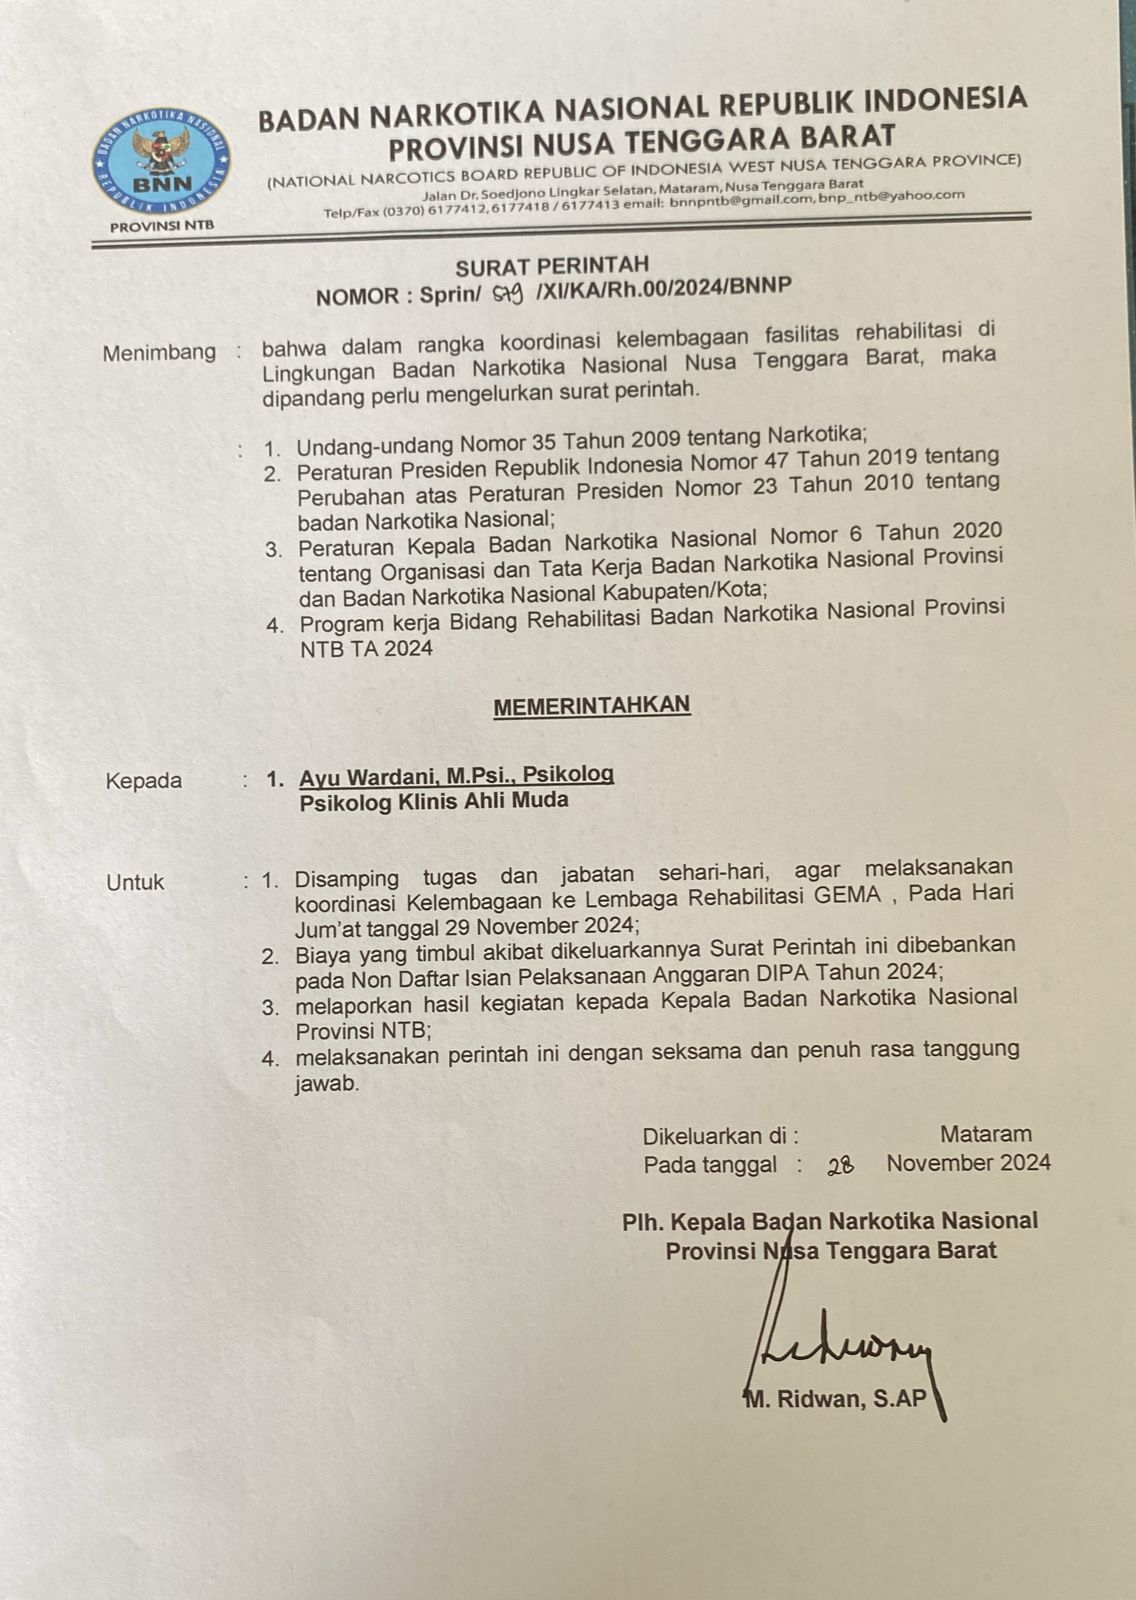 BADAN NARKOTIKA NASIONAL REPUBLIK INDONESIA
PROVINSI NUSA TENGGARA BARAT
(NATIONAL NARCOTICS BOARD REPUBLIC OF INDONESIA WEST NUSA TENGGARA PROVINCE)
Jalan Dr. Soedjono Lingkar Selatan, Mataram, Nusa Tenggara Barat
Telp/Fax (0370) 6177412, 6177418 / 6177413 email: bnnpntb@gmail.com, bnp_ntb@yahoo.com
BADAN NARKOTIKA NASIONAL
BNN
REPUBLIK INDONESIA
PROVINSI NTB
SURAT PERINTAH
NOMOR : Sprin/ /XI/KA/Rh.00/2024/BNNP
Menimbang : bahwa dalam rangka koordinasi kelembagaan fasilitas rehabilitasi di
Lingkungan Badan Narkotika Nasional Nusa Tenggara Barat, maka
dipandang perlu mengelurkan surat perintah.
: 1. Undang-undang Nomor 35 Tahun 2009 tentang Narkotika;
2. Peraturan Presiden Republik Indonesia Nomor 47 Tahun 2019 tentang
Perubahan atas Peraturan Presiden Nomor 23 Tahun 2010 tentang
badan Narkotika Nasional;
3. Peraturan Kepala Badan Narkotika Nasional Nomor 6 Tahun 2020
tentang Organisasi dan Tata Kerja Badan Narkotika Nasional Provinsi
dan Badan Narkotika Nasional Kabupaten/Kota;
4. Program kerja Bidang Rehabilitasi Badan Narkotika Nasional Provinsi
NTB TA 2024
MEMERINTAHKAN
Kepada : 1. Ayu Wardani, M.Psi., Psikolog
Psikolog Klinis Ahli Muda
Untuk : 1. Disamping tugas dan jabatan sehari-hari, agar melaksanakan
koordinasi Kelembagaan ke Lembaga Rehabilitasi GEMA , Pada Hari
Jum'at tanggal 29 November 2024;
2. Biaya yang timbul akibat dikeluarkannya Surat Perintah ini dibebankan
pada Non Daftar Isian Pelaksanaan Anggaran DIPA Tahun 2024;
3. melaporkan hasil kegiatan kepada Kepala Badan Narkotika Nasional
Provinsi NTB;
4. melaksanakan perintah ini dengan seksama dan penuh rasa tanggung
jawab.
Dikeluarkan di : Mataram
Pada tanggal : 28 November 2024
Plh. Kepala Badan Narkotika Nasional
Provinsi Nusa Tenggara Barat
M. Ridwan, S.AP